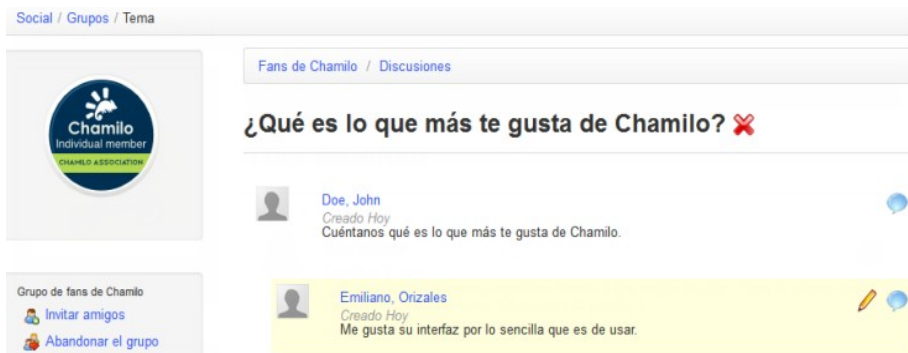 Social / Grupos / Tema
Chamilo
Individual member
CHAMILO ASSOCIATION
Grupo de fans de Chamilo
Invitar amigos
Abandonar el grupo
Fans de Chamilo / Discusiones
¿Qué es lo que más te gusta de Chamilo?
Doe, John
Creado Hoy
Cuéntanos qué es lo que más te gusta de Chamilo.
Emiliano, Orizales
Creado Hoy
Me gusta su interfaz por lo sencilla que es de usar.